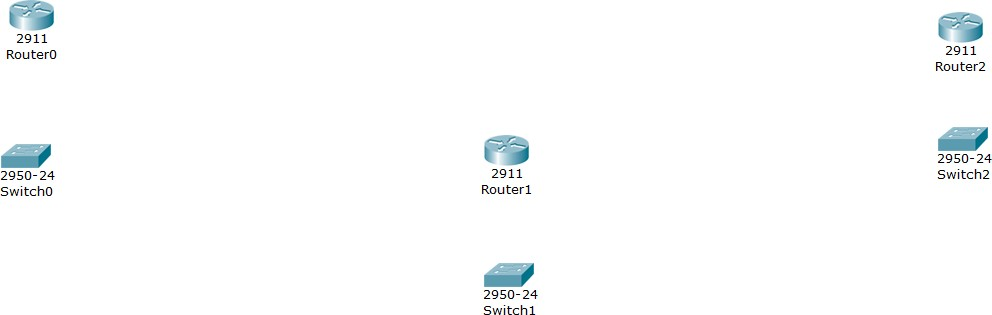 2911
Router0
2911
Router2
2950-24
Switch0
2911
Router1
2950-24
Switch2
2950-24
Switch1